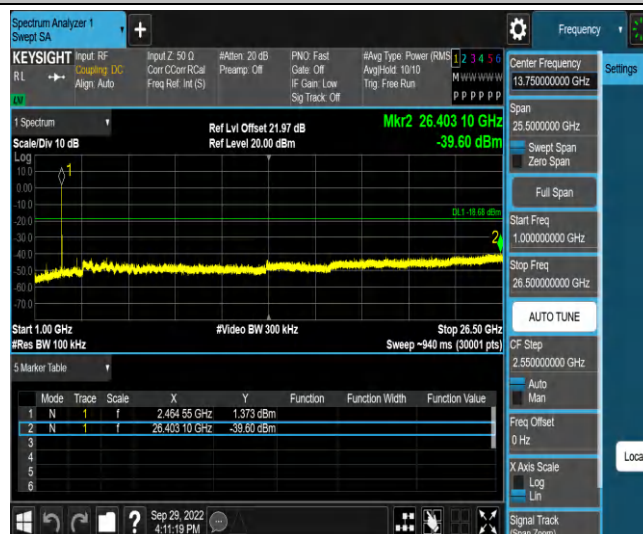 Spectrum Analyzer 1
Swept SA
Frequency
KEYSIGHT
RL
Input: RF
Coupling: DC
Align: Auto
Input Z: 50 Ω
Corr CCorr RCal
Freq Ref: Int (S)
#Atten: 20 dB
Preamp: Off
PNO: Fast
Gate: Off
IF Gain: Low
Sig Track: Off
#Avg Type: Power (RMS
Avg|Hold: 10/10
Trig: Free Run
1 2 3 4 5 6
M W W W W W
P P P P P P
LXI
Center Frequency
13.750000000 GHz
Settings
Span
25.5000000 GHz
Swept Span
Zero Span
Full Span
Start Freq
1.000000000 GHz
Stop Freq
26.500000000 GHz
AUTO TUNE
CF Step
2.550000000 GHz
Auto
Man
Freq Offset
0 Hz
X Axis Scale
Log
Lin
Signal Track
(Span Zoom)
Loca
1 Spectrum
Scale/Div 10 dB
Log
Ref Lvl Offset 21.97 dB
Ref Level 20.00 dBm
Mkr2 26.403 10 GHz
-39.60 dBm
10.0
0.00
-10.0
-20.0
-30.0
-40.0
-50.0
-60.0
-70.0
1
2
DL1 -18.68 dBm
Start 1.00 GHz
#Res BW 100 kHz
#Video BW 300 kHz
Stop 26.50 GHz
Sweep ~940 ms (30001 pts)
5 Marker Table
Mode Trace Scale X Y Function Function Width Function Value
1 N 1 f 2.464 55 GHz 1.373 dBm
2 N 1 f 26.403 10 GHz -39.60 dBm
3
4
5
6
?
Sep 29, 2022
4:11:19 PM